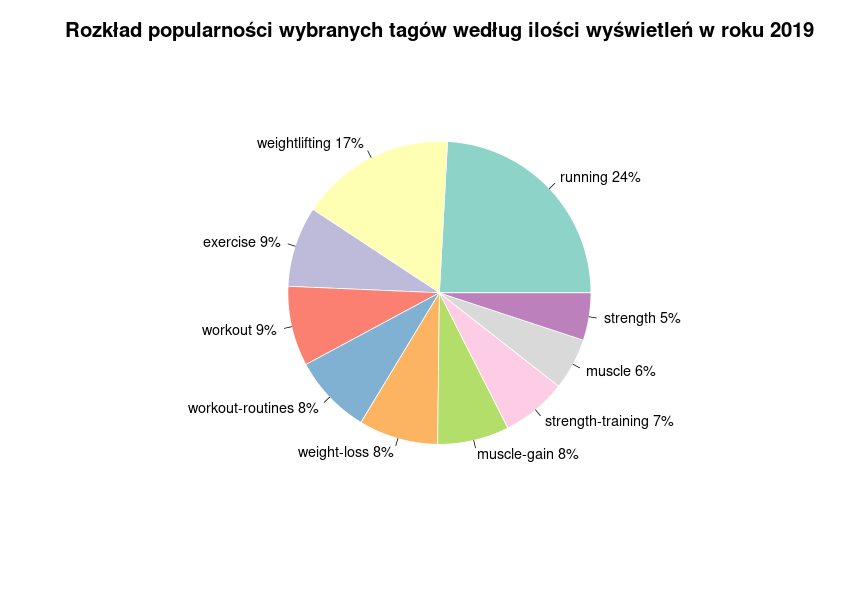 Rozkład popularności wybranych tagów według ilości wyświetleń w roku 2019
weightlifting 17%
running 24%
exercise 9%
workout 9%
strength 5%
muscle 6%
workout-routines 8%
strength-training 7%
weight-loss 8%
muscle-gain 8%